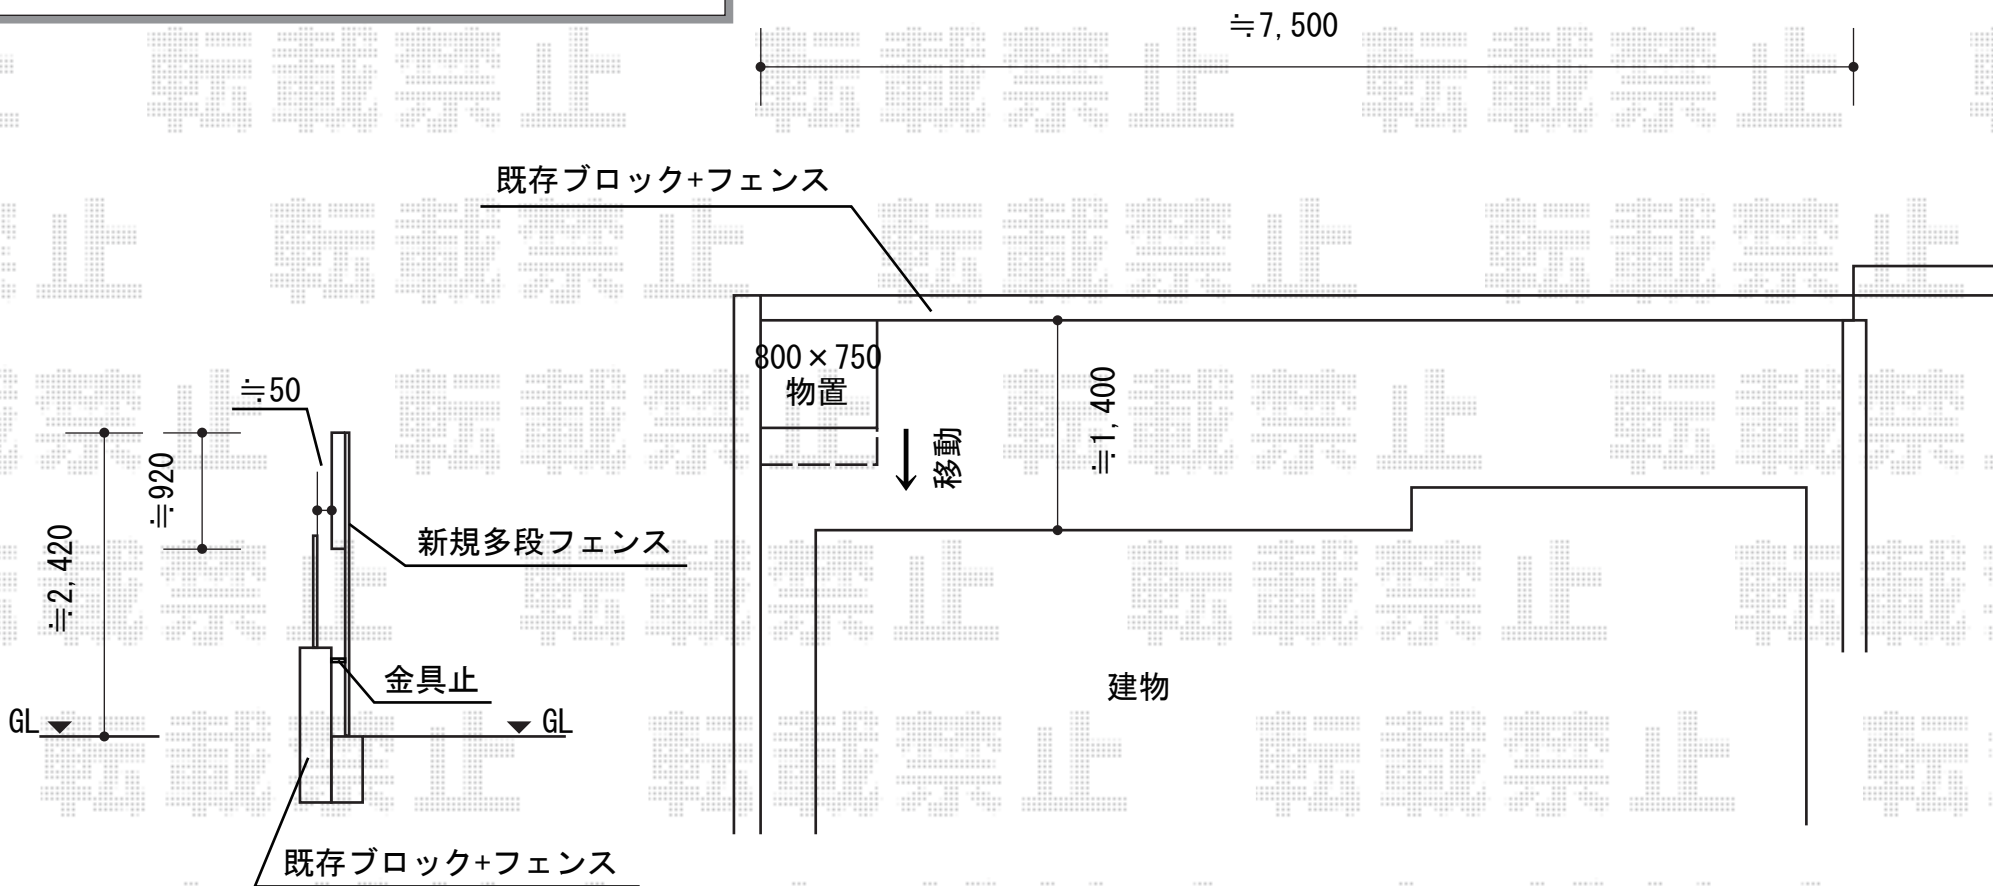 ≒7,500
既存ブロック+フェンス
800×750
物置
移動
≒1,400
建物
≒50
≒920
≒2,420
新規多段フェンス
金具止
GL
GL
既存ブロック+フェンス
転載禁止